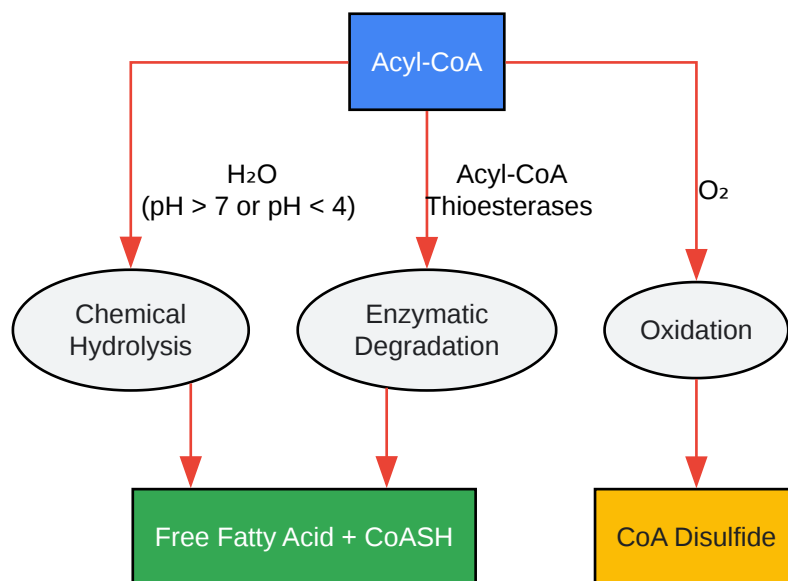 Acyl-CoA
H₂O
(pH > 7 or pH < 4)
Acyl-CoA
Thioesterases
O₂
Chemical
Hydrolysis
Enzymatic
Degradation
Oxidation
Free Fatty Acid + CoASH
CoA Disulfide